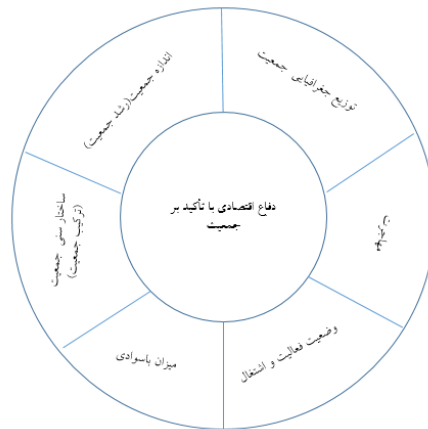 دفاع اقتصادی با تأکید بر
جمعیت
توزیع جغرافیایی جمعیت
مهاجرت
وضعیت فعالیت و اشتغال
میزان باسوادی
ساختار سنی جمعیت
(ترکیب جمعیت)
اندازه جمعیت(رشد جمعیت)